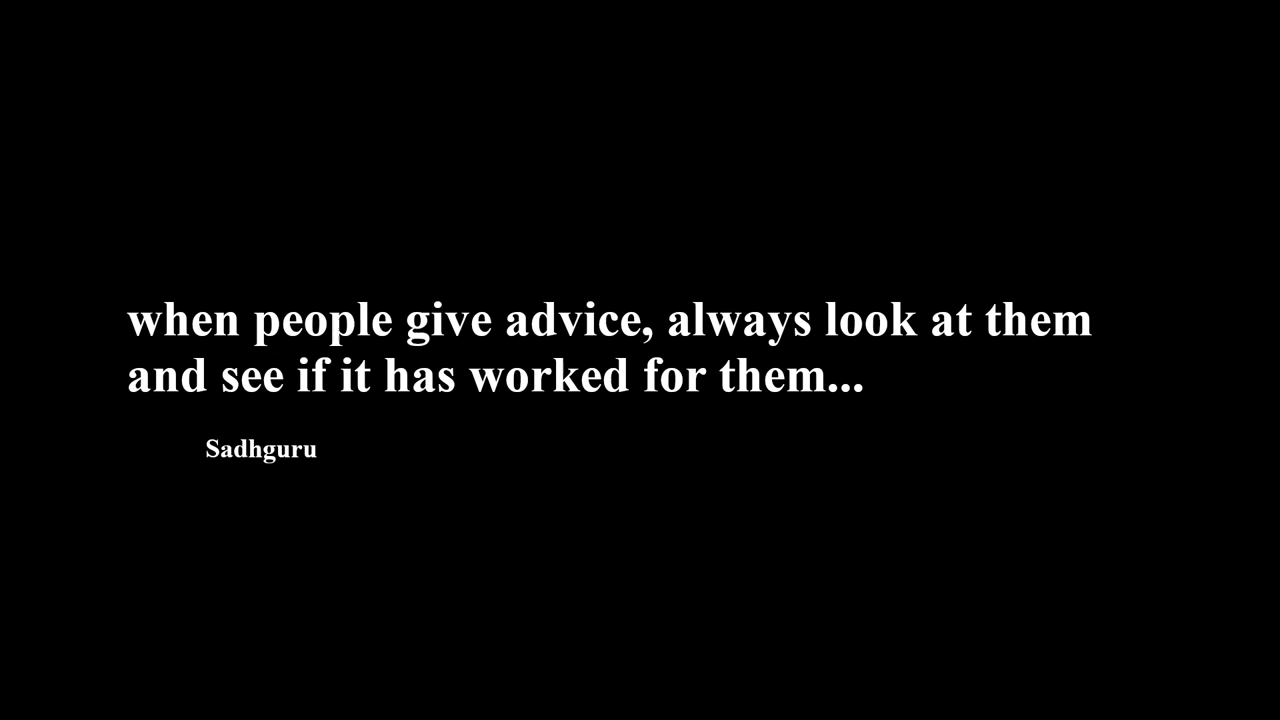 when people give advice, always look at them
and see if it has worked for them...
Sadhguru